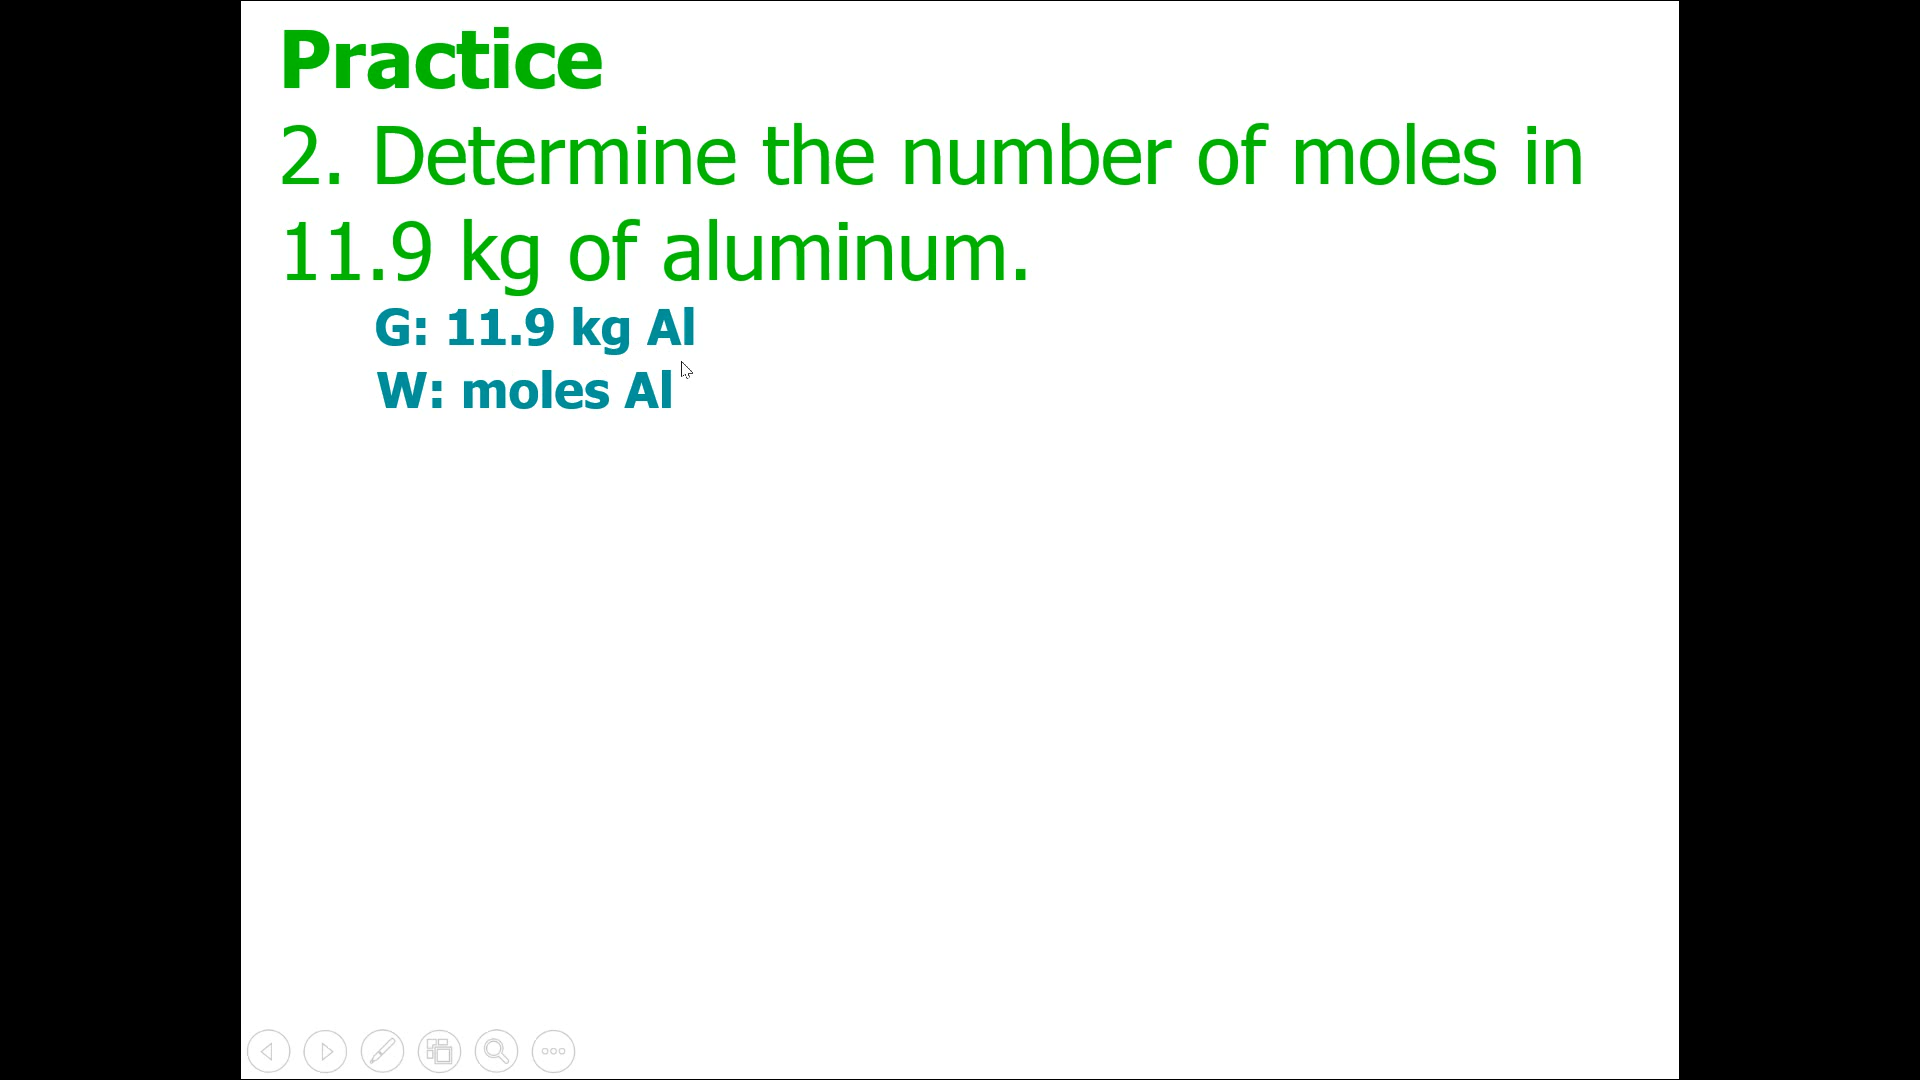 Practice
2. Determine the number of moles in
11.9 kg of aluminum.
G: 11.9 kg Al
W: moles Al